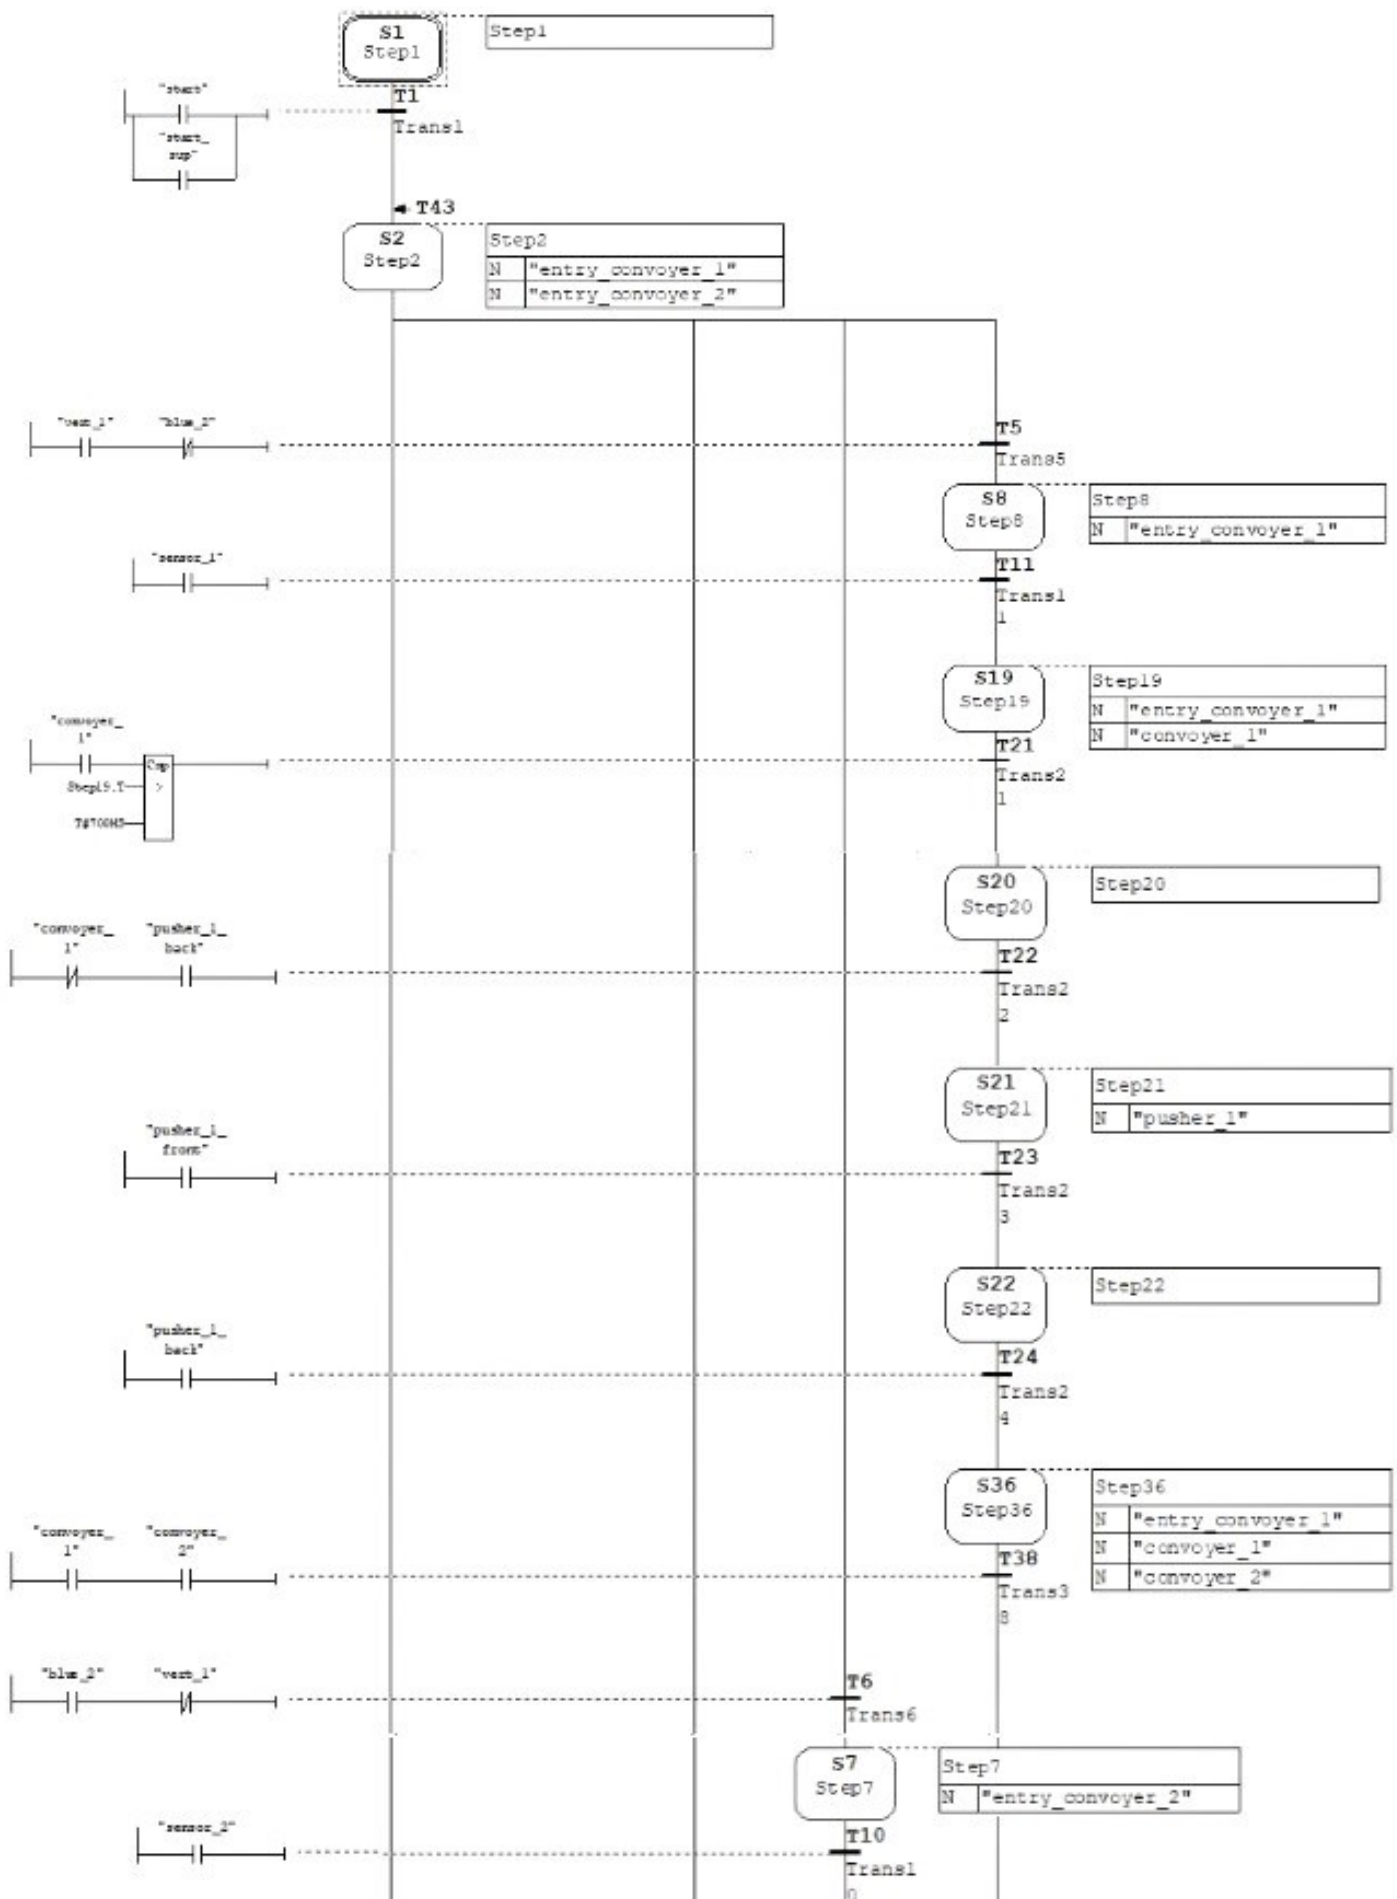 S1
Step1
Step1
"start"
T1
Trans1
"start_
sup"
T43
S2
Step2
Step2
N "entry_convoyer_1"
N "entry_convoyer_2"
"vert_1" "blue_2"
T5
Trans5
S8
Step8
Step8
N "entry_convoyer_1"
"sensor_1"
T11
Trans1
1
S19
Step19
Step19
N "entry_convoyer_1"
N "convoyer_1"
"convoyer_
1"
T21
Trans2
1
Cmp
Step19.T
>
T#700MS
S20
Step20
Step20
"convoyer_
1"
"pusher_1_
back"
T22
Trans2
2
S21
Step21
Step21
N "pusher_1"
"pusher_1_
front"
T23
Trans2
3
S22
Step22
Step22
"pusher_1_
back"
T24
Trans2
4
S36
Step36
Step36
N "entry_convoyer_1"
N "convoyer_1"
N "convoyer_2"
"convoyer_
1"
"convoyer_
2"
T38
Trans3
8
"blue_2" "vert_1"
T6
Trans6
S7
Step7
Step7
N "entry_convoyer_2"
"sensor_2"
T10
Trans1
0